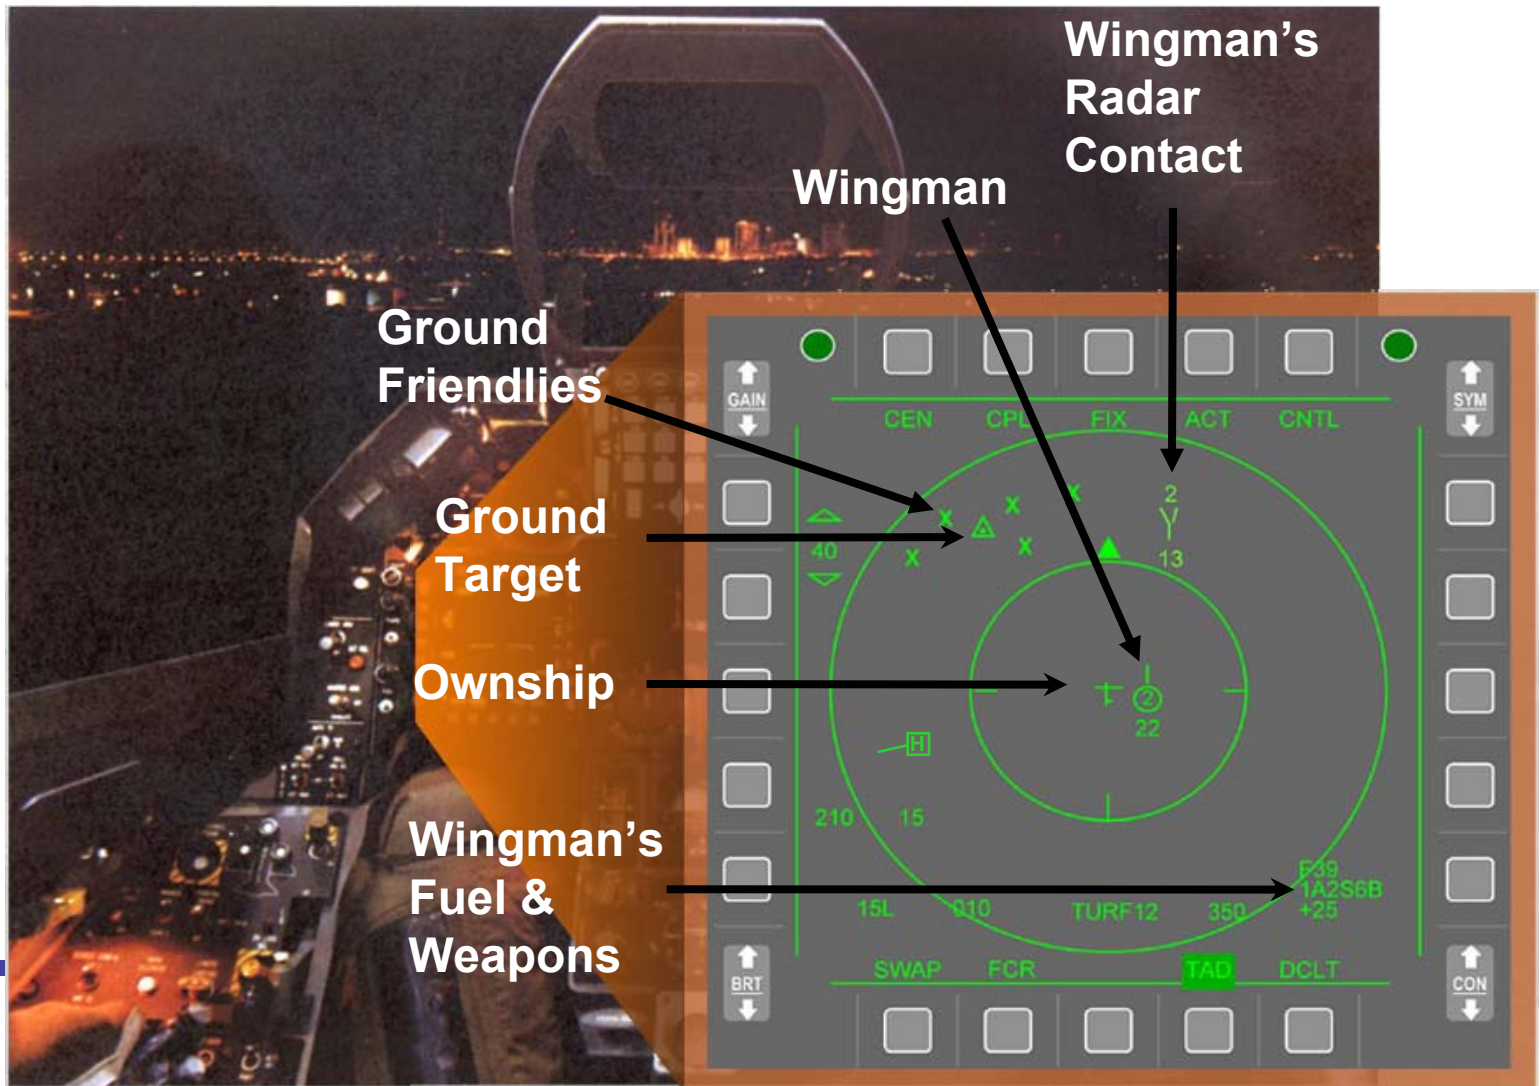 Wingman's
Radar
Contact
Wingman
Ground
Friendlies
Ground
Target
Ownship
Wingman's
Fuel &
Weapons
GAIN
SYM
CEN CPL FIX ACT CNTL
X X X
X X
2
13
40
2
22
H
210 15
F39
1A2S6B
+25
15L 010 TURF12 350
BRT
CON
SWAP FCR TAD DCLT